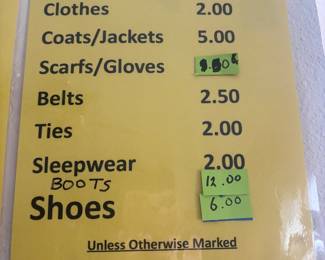 Clothes 2.00
Coats/Jackets 5.00
Scarfs/Gloves
Belts 2.50
Ties 2.00
Sleepwear 2.00
BOOTS 12.00
Shoes 6.00
Unless Otherwise Marked